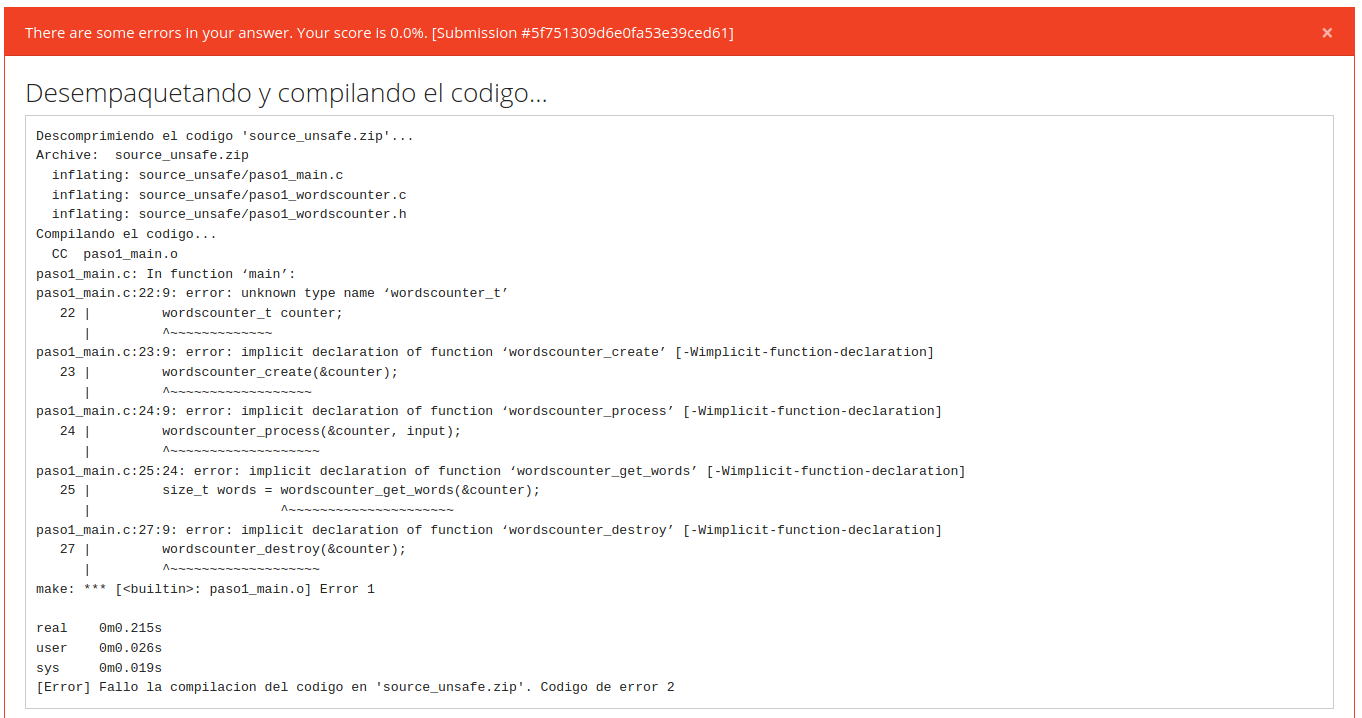 There are some errors in your answer. Your score is 0.0%. [Submission #5f751309d6e0fa53e39ced61]
×
Desempaquetando y compilando el codigo...
Descomprimiendo el codigo 'source_unsafe.zip'...
Archive:  source_unsafe.zip
  inflating: source_unsafe/paso1_main.c
  inflating: source_unsafe/paso1_wordscounter.c
  inflating: source_unsafe/paso1_wordscounter.h
Compilando el codigo...
  CC  paso1_main.o
paso1_main.c: In function ‘main’:
paso1_main.c:22:9: error: unknown type name ‘wordscounter_t’
   22 |         wordscounter_t counter;
      |         ^~~~~~~~~~~~~~
paso1_main.c:23:9: error: implicit declaration of function ‘wordscounter_create’ [-Wimplicit-function-declaration]
   23 |         wordscounter_create(&counter);
      |         ^~~~~~~~~~~~~~~~~~~
paso1_main.c:24:9: error: implicit declaration of function ‘wordscounter_process’ [-Wimplicit-function-declaration]
   24 |         wordscounter_process(&counter, input);
      |         ^~~~~~~~~~~~~~~~~~~~
paso1_main.c:25:24: error: implicit declaration of function ‘wordscounter_get_words’ [-Wimplicit-function-declaration]
   25 |         size_t words = wordscounter_get_words(&counter);
      |                        ^~~~~~~~~~~~~~~~~~~~~~
paso1_main.c:27:9: error: implicit declaration of function ‘wordscounter_destroy’ [-Wimplicit-function-declaration]
   27 |         wordscounter_destroy(&counter);
      |         ^~~~~~~~~~~~~~~~~~~~
make: *** [<builtin>: paso1_main.o] Error 1

real    0m0.215s
user    0m0.026s
sys     0m0.019s
[Error] Fallo la compilacion del codigo en 'source_unsafe.zip'. Codigo de error 2